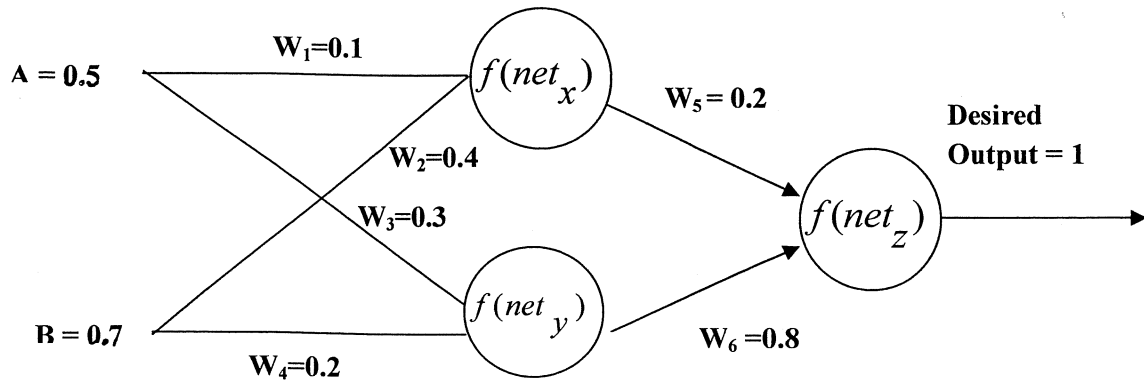 W₁=0.1
A = 0.5
f(net_x)
W₅ = 0.2
Desired
Output = 1
W₂=0.4
W₃=0.3
f(net_z)
f(net_y)
B = 0.7
W₆ =0.8
W₄=0.2